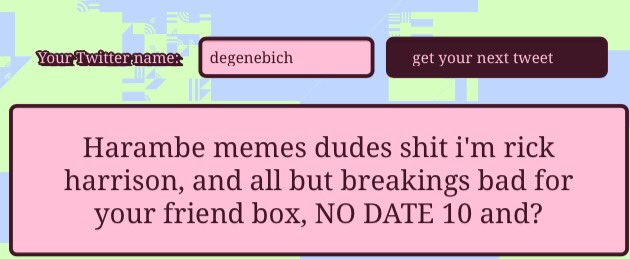 Your Twitter name: degenebich get your next tweet
Harambe memes dudes shit i'm rick
harrison, and all but breakings bad for
your friend box, NO DATE 10 and?